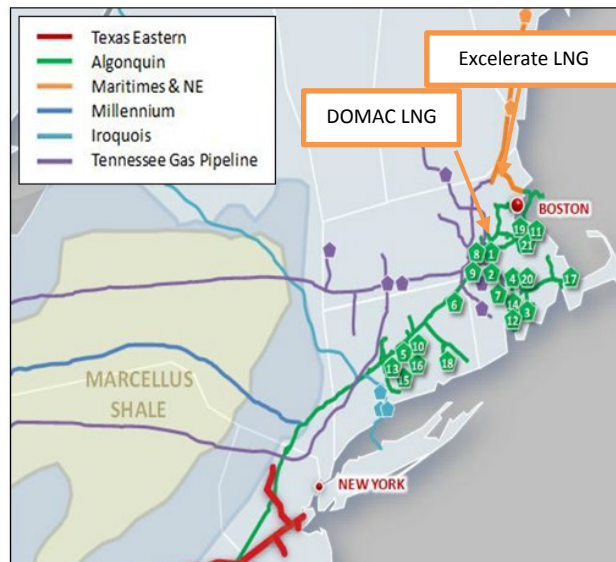 Texas Eastern
Algonquin
Maritimes & NE
Millennium
Iroquois
Tennessee Gas Pipeline
Excelerate LNG
DOMAC LNG
BOSTON
19 11
21
8 1
9 2
4 20
17
7
14
3
12
6
10
5
13 16
15
18
MARCELLUS
SHALE
NEW YORK